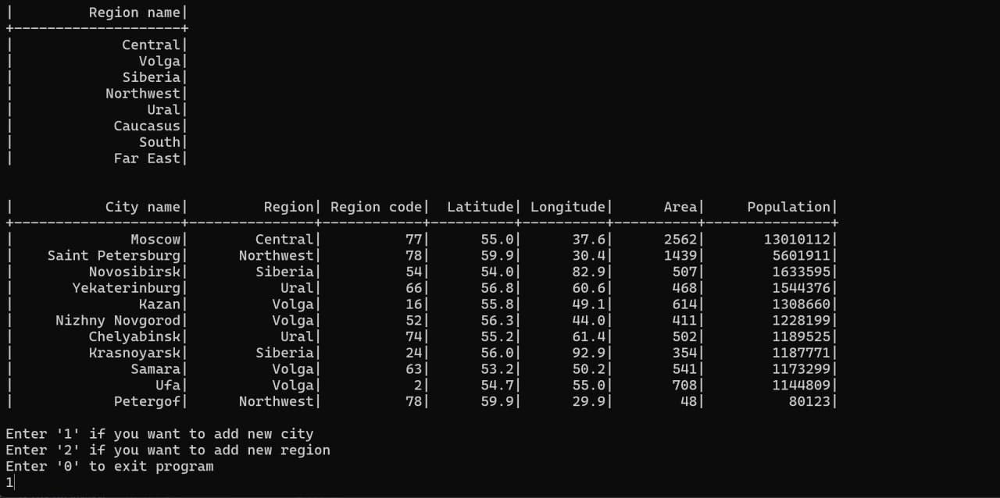 |         Region name|
+--------------------+
|             Central|
|               Volga|
|             Siberia|
|           Northwest|
|                Ural|
|            Caucasus|
|               South|
|            Far East|
|           City name|         Region| Region code|  Latitude| Longitude|      Area|     Population|
+--------------------+---------------+------------+----------+----------+----------+---------------+
|              Moscow|        Central|          77|      55.0|      37.6|      2562|       13010112|
|    Saint Petersburg|      Northwest|          78|      59.9|      30.4|      1439|        5601911|
|         Novosibirsk|        Siberia|          54|      54.0|      82.9|       507|        1633595|
|       Yekaterinburg|           Ural|          66|      56.8|      60.6|       468|        1544376|
|               Kazan|          Volga|          16|      55.8|      49.1|       614|        1308660|
|     Nizhny Novgorod|          Volga|          52|      56.3|      44.0|       411|        1228199|
|         Chelyabinsk|           Ural|          74|      55.2|      61.4|       502|        1189525|
|         Krasnoyarsk|        Siberia|          24|      56.0|      92.9|       354|        1187771|
|              Samara|          Volga|          63|      53.2|      50.2|       541|        1173299|
|                 Ufa|          Volga|           2|      54.7|      55.0|       708|        1144809|
|            Petergof|      Northwest|          78|      59.9|      29.9|        48|          80123|
Enter '1' if you want to add new city
Enter '2' if you want to add new region
Enter '0' to exit program
1